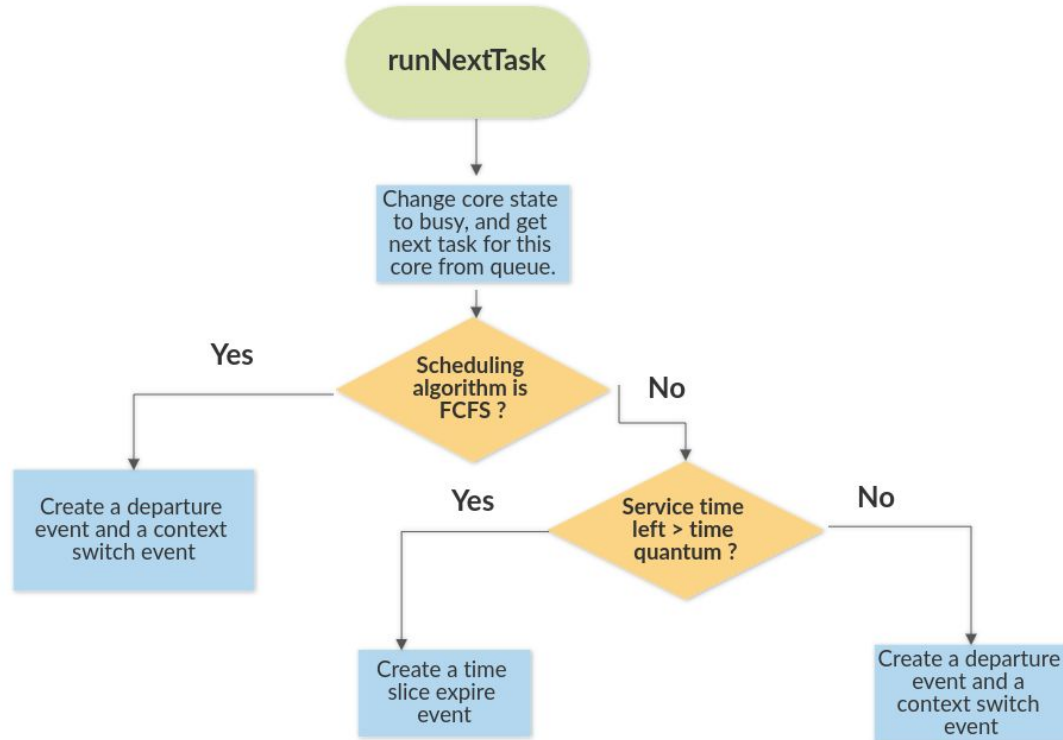 runNextTask
Change core state
to busy, and get
next task for this
core from queue.
Yes
Scheduling
algorithm is
FCFS ?
No
Create a departure
event and a context
switch event
Yes
Service time
left > time
quantum ?
No
Create a time
slice expire
event
Create a departure
event and a
context switch
event